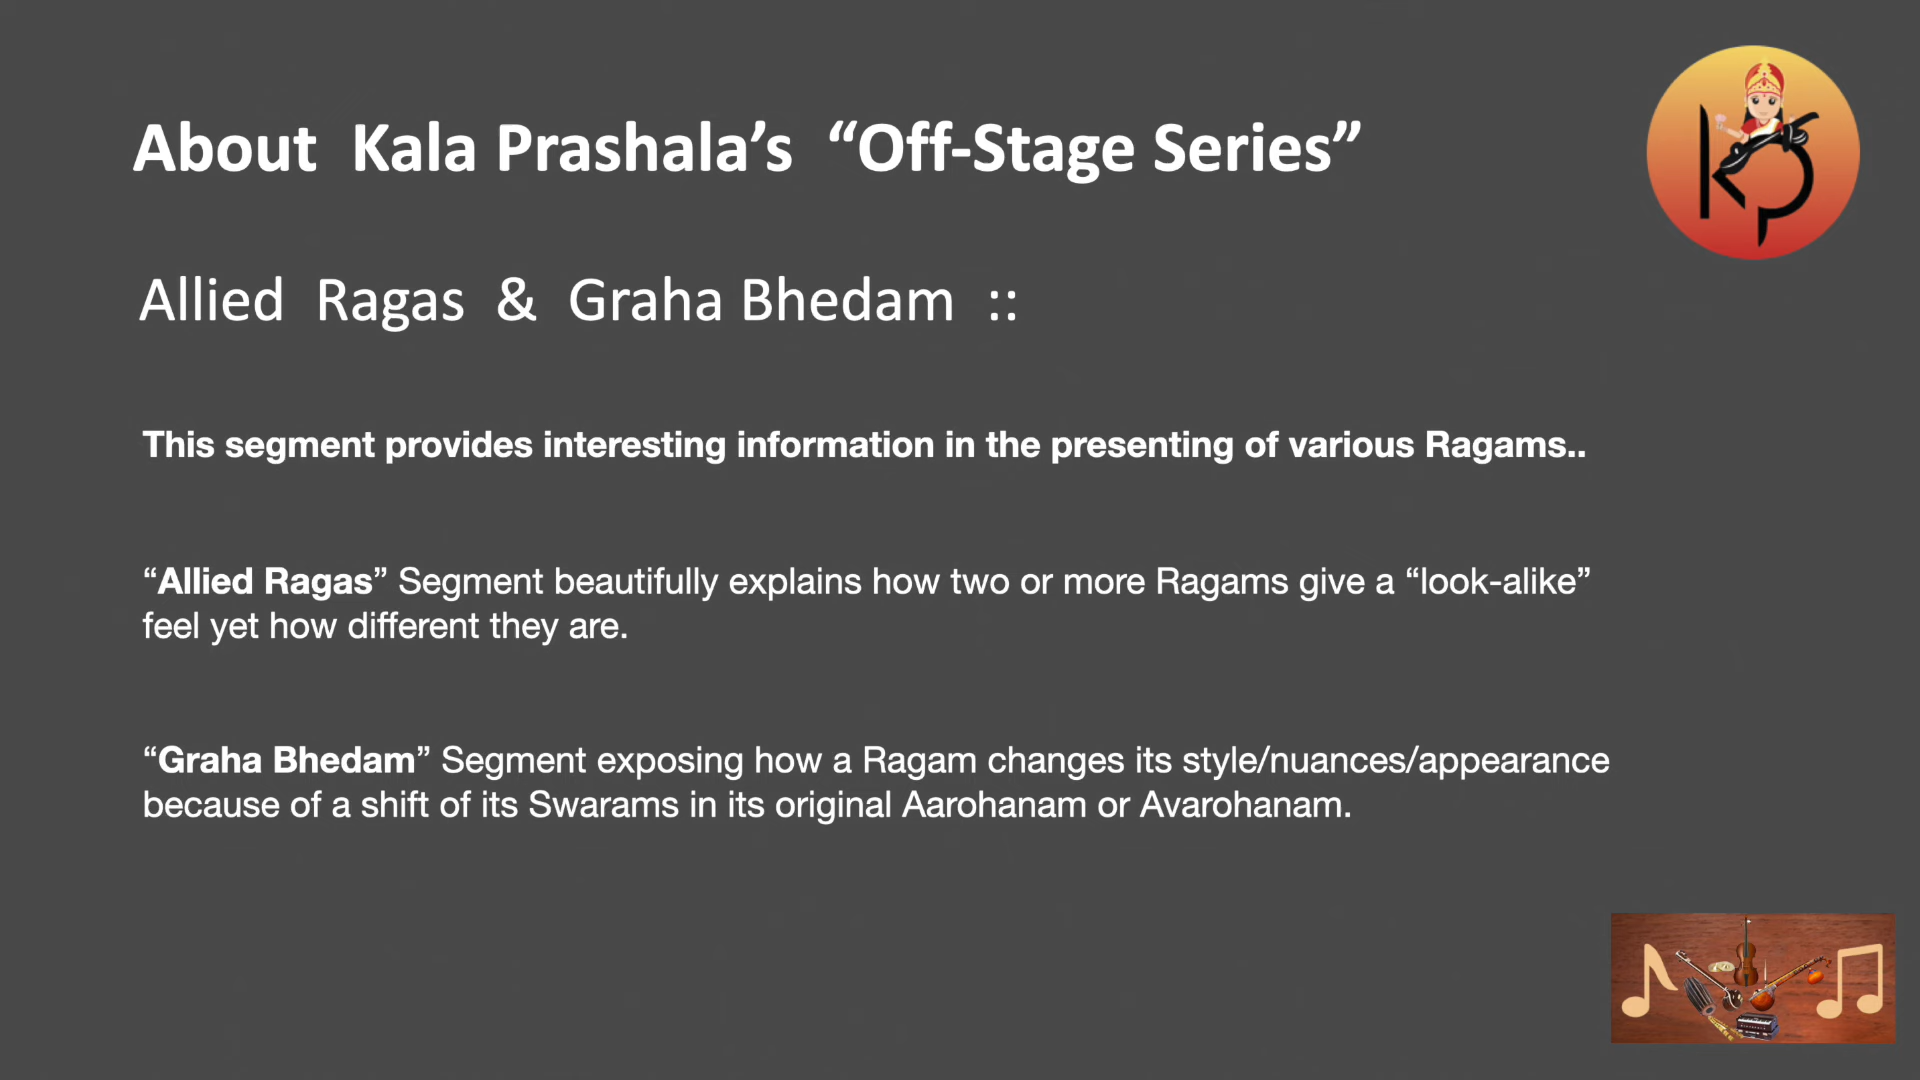 About Kala Prashala’s “Off-Stage Series”
kp
Allied Ragas & Graha Bhedam ::
This segment provides interesting information in the presenting of various Ragams..
“Allied Ragas” Segment beautifully explains how two or more Ragams give a “look-alike”
feel yet how different they are.
“Graha Bhedam” Segment exposing how a Ragam changes its style/nuances/appearance
because of a shift of its Swarams in its original Aarohanam or Avarohanam.